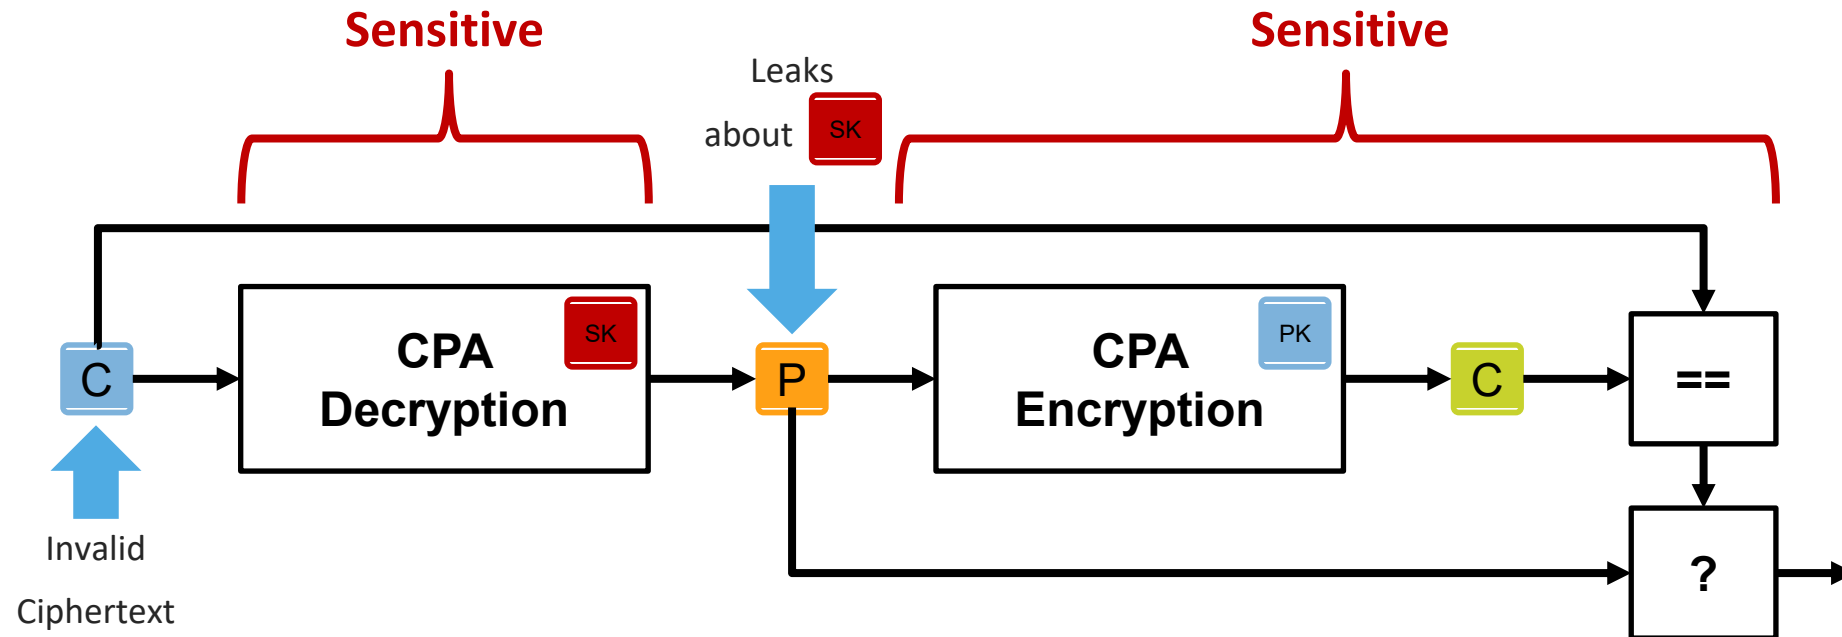 Sensitive
Sensitive
Leaks
about SK
SK
PK
C
CPA
Decryption
P
CPA
Encryption
C
==
Invalid
Ciphertext
?